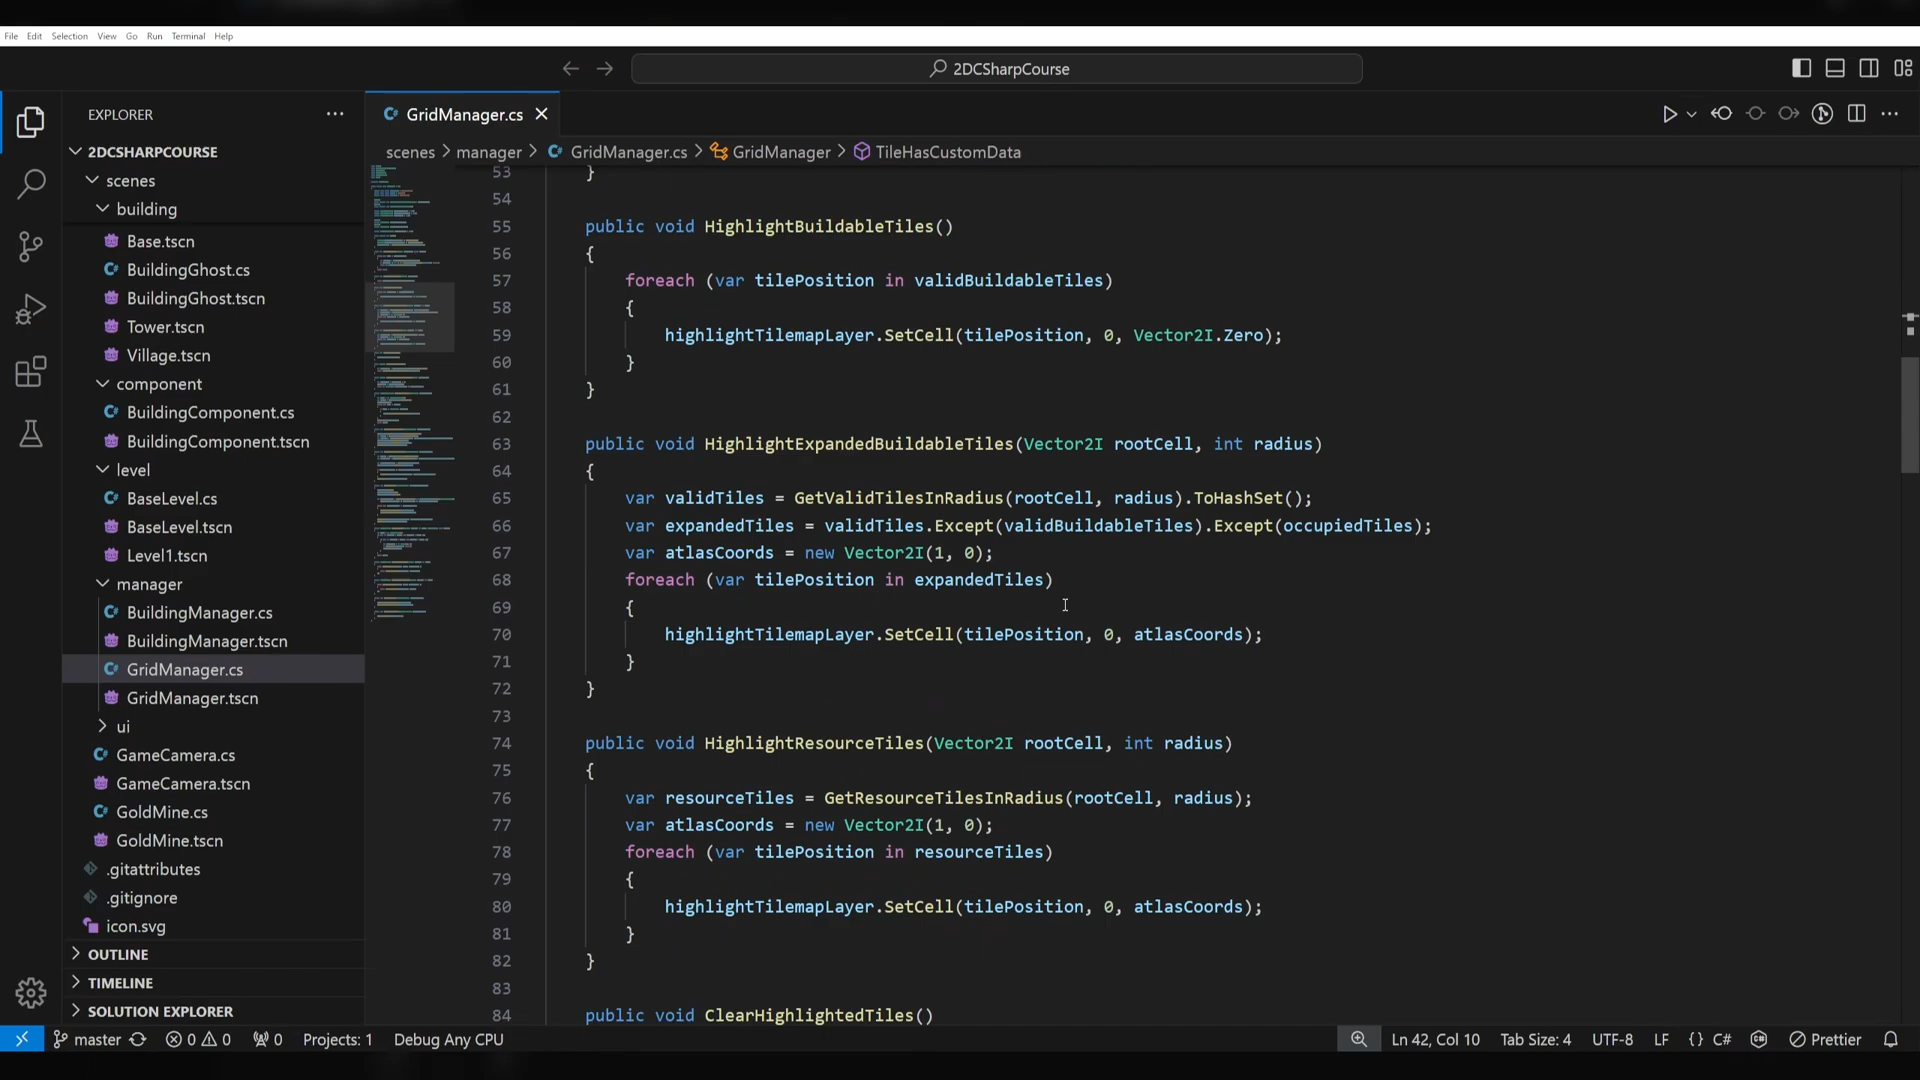 File Edit Selection View Go Run Terminal Help
2DCSharpCourse
EXPLORER
2DCSHARPCOURSE
scenes
building
Base.tscn
BuildingGhost.cs
BuildingGhost.tscn
Tower.tscn
Village.tscn
component
BuildingComponent.cs
BuildingComponent.tscn
level
BaseLevel.cs
BaseLevel.tscn
Level1.tscn
manager
BuildingManager.cs
BuildingManager.tscn
GridManager.cs
GridManager.tscn
ui
GameCamera.cs
GameCamera.tscn
GoldMine.cs
GoldMine.tscn
.gitattributes
.gitignore
icon.svg
OUTLINE
TIMELINE
SOLUTION EXPLORER
GridManager.cs
scenes > manager > GridManager.cs > GridManager > TileHasCustomData
53 }
54
55 public void HighlightBuildableTiles()
56 {
57 foreach (var tilePosition in validBuildableTiles)
58 {
59 highlightTilemapLayer.SetCell(tilePosition, 0, Vector2I.Zero);
60 }
61 }
62
63 public void HighlightExpandedBuildableTiles(Vector2I rootCell, int radius)
64 {
65 var validTiles = GetValidTilesInRadius(rootCell, radius).ToHashSet();
66 var expandedTiles = validTiles.Except(validBuildableTiles).Except(occupiedTiles);
67 var atlasCoords = new Vector2I(1, 0);
68 foreach (var tilePosition in expandedTiles)
69 {
70 highlightTilemapLayer.SetCell(tilePosition, 0, atlasCoords);
71 }
72 }
73
74 public void HighlightResourceTiles(Vector2I rootCell, int radius)
75 {
76 var resourceTiles = GetResourceTilesInRadius(rootCell, radius);
77 var atlasCoords = new Vector2I(1, 0);
78 foreach (var tilePosition in resourceTiles)
79 {
80 highlightTilemapLayer.SetCell(tilePosition, 0, atlasCoords);
81 }
82 }
83
84 public void ClearHighlightedTiles()
master 0 0 0 Projects: 1 Debug Any CPU Ln 42, Col 10 Tab Size: 4 UTF-8 LF {} C# Prettier